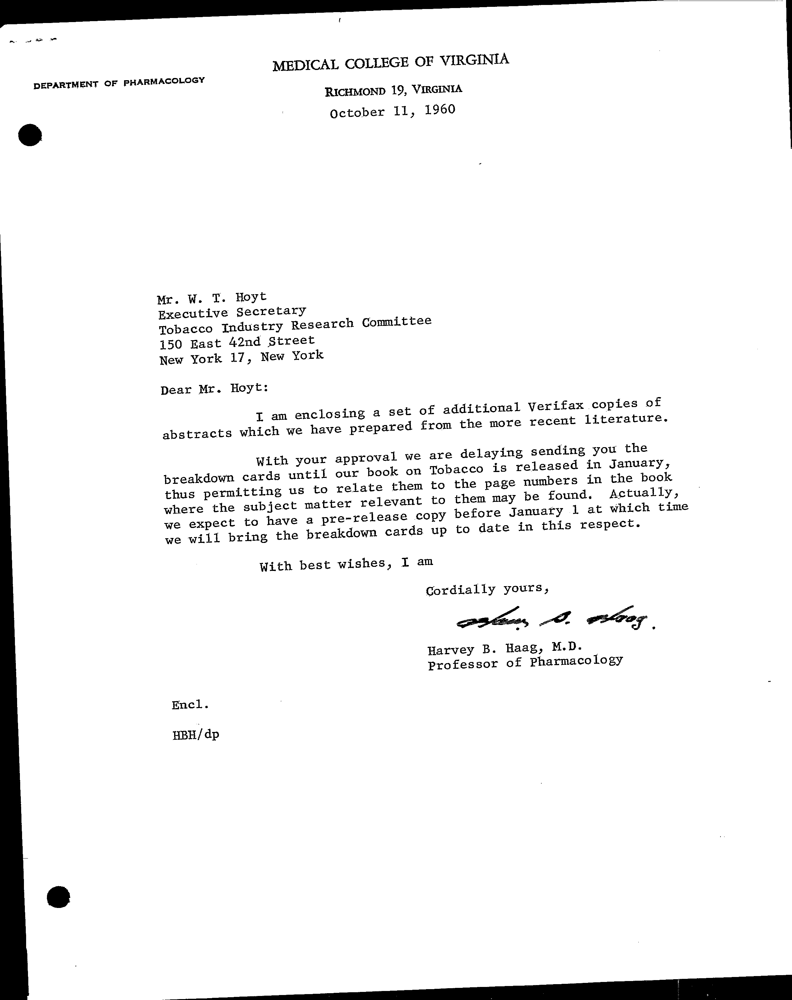 MEDICAL COLLEGE OF VIRGINIA
DEPARTMENT OF PHARMACOLOGY
RICHMOND 19, VIRGINIA
October 11, 1960
Mr. W. T. Hoyt
Executive Secretary
Tobacco Industry Research Committee
150 East 42nd Street
New York 17, New York
Dear Mr. Hoyt:
I am enclosing a set of additional Verifax copies of
abstracts which we have prepared from the more recent literature.
With your approval we are delaying sending you the
breakdown cards until our book on Tobacco is released in January,
thus permitting us to relate them to the page numbers in the book
where the subject matter relevant to them may be found. Actually,
we expect to have a pre-release copy before January 1 at which time
we will bring the breakdown cards up to date in this respect.
With best wishes, I am
Cordially yours,
Harvey B. Haag.
Harvey B. Haag, M.D.
Professor of Pharmacology
Encl.
HBH/dp